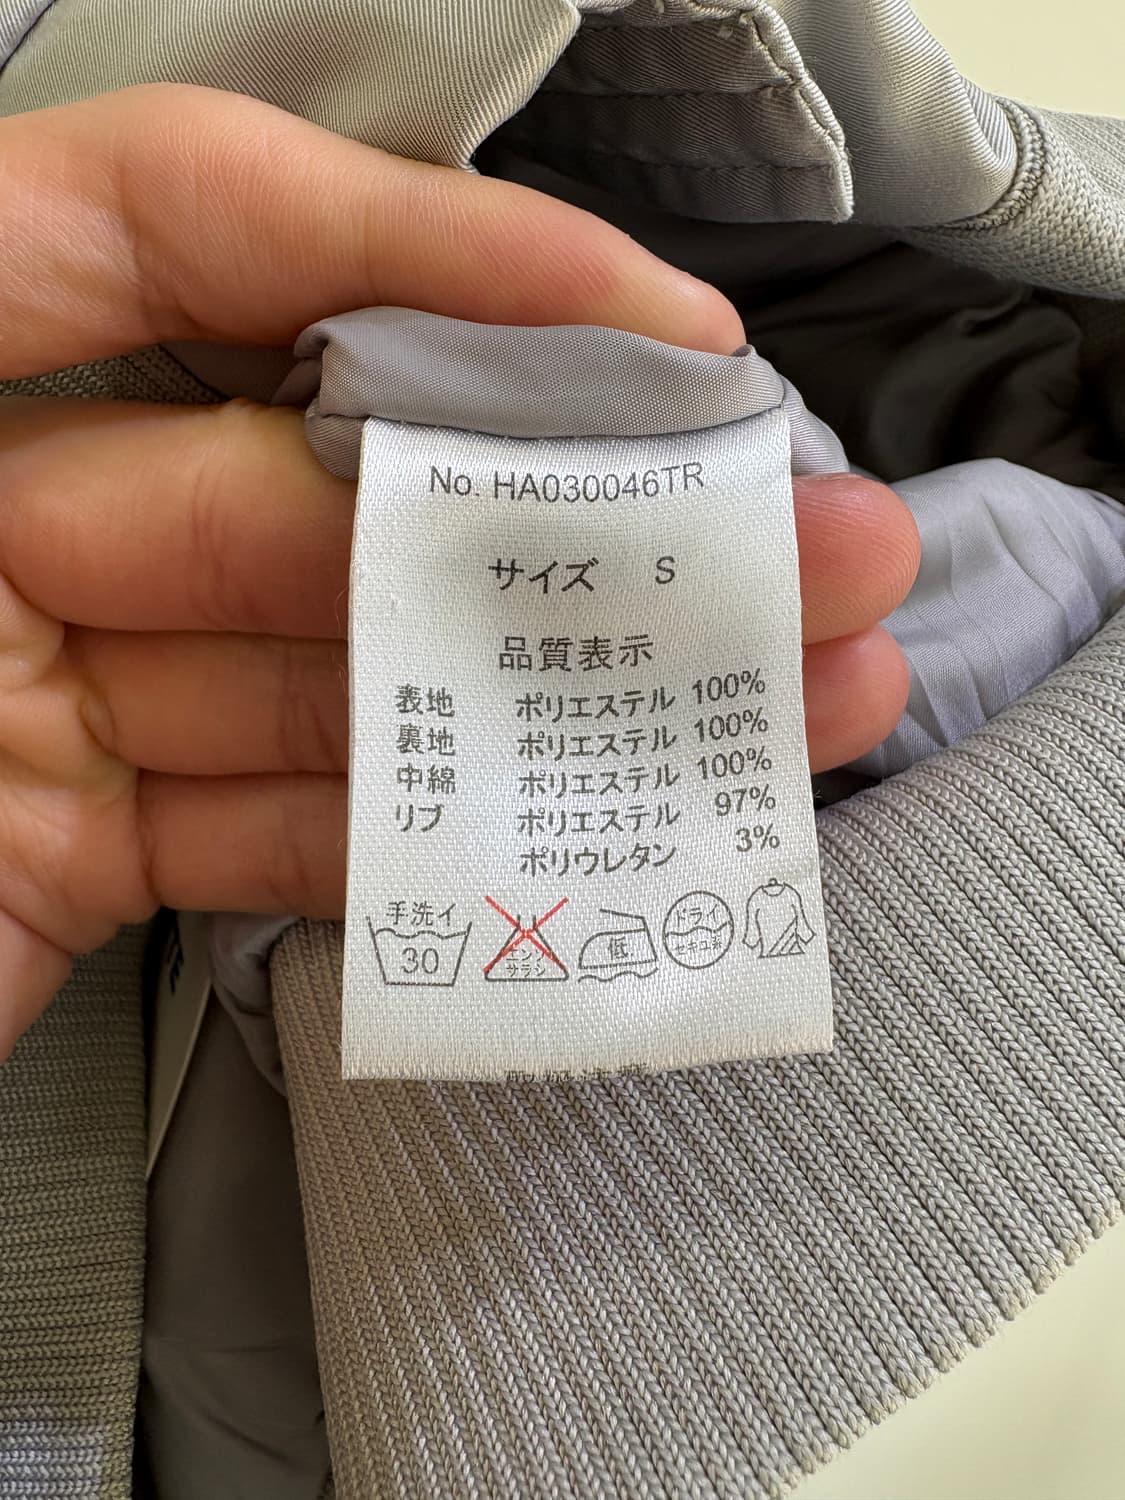 No. HA030046TR
サイズ S
品質表示
表地 ポリエステル 100%
裏地 ポリエステル 100%
中綿 ポリエステル 100%
リブ ポリエステル 97%
ポリウレタン 3%
手洗イ 30
エンソサラシ
低
ドライ
セキユ系